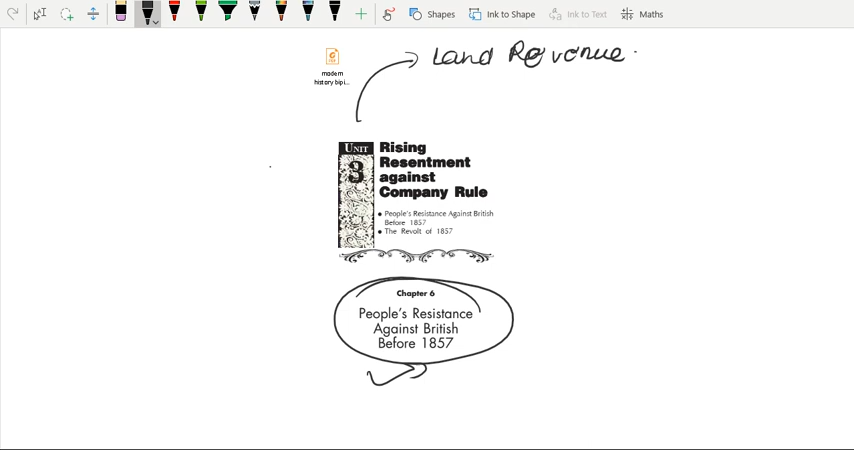 Shapes
Ink to Shape
Ink to Text
Maths
PDF
modern
history bipi...
Land Revenue
UNIT
3
Rising
Resentment
against
Company Rule
• People's Resistance Against British
Before 1857
• The Revolt of 1857
Chapter 6
People's Resistance
Against British
Before 1857